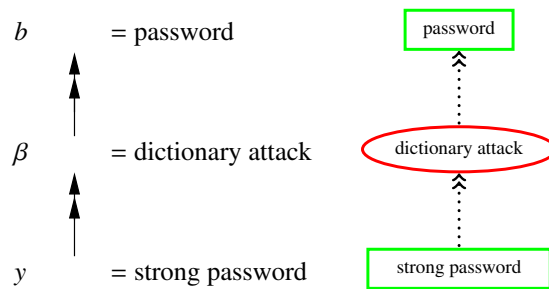 b = password
password
β = dictionary attack
dictionary attack
y = strong password
strong password